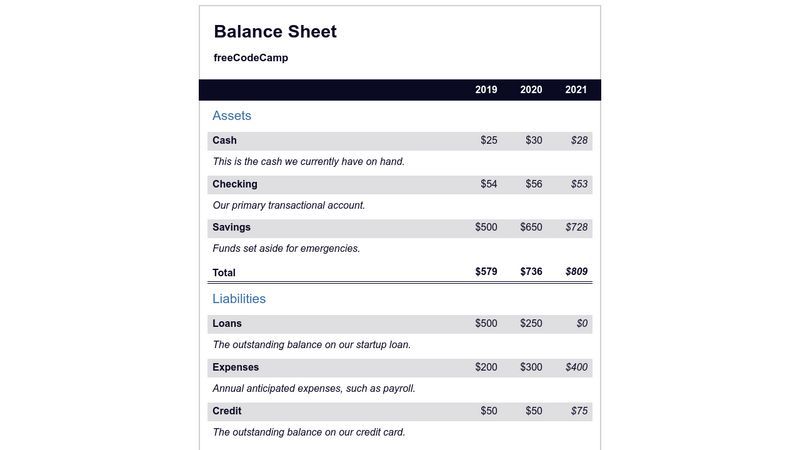 Balance Sheet
freeCodeCamp
2019 2020 2021
Assets
Cash $25 $30 $28
This is the cash we currently have on hand.
Checking $54 $56 $53
Our primary transactional account.
Savings $500 $650 $728
Funds set aside for emergencies.
Total $579 $736 $809
Liabilities
Loans $500 $250 $0
The outstanding balance on our startup loan.
Expenses $200 $300 $400
Annual anticipated expenses, such as payroll.
Credit $50 $50 $75
The outstanding balance on our credit card.